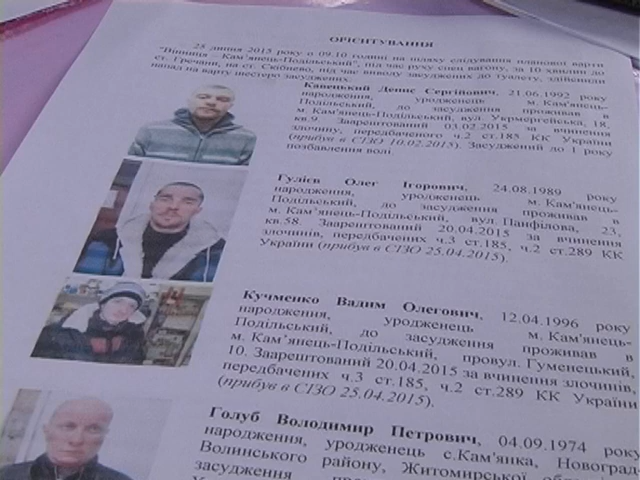 ОРІЄНТУВАННЯ
25 липня 2015 року о 09.10 годині на шляху слідування планової варти
"Вінниця – Кам'янець-Подільський", під час руху спец вагону, за 10 хвилин до
ст. Гречани, на ст. Скібнево, під час виводу засуджених до туалету, здійснили
напад на варту шестеро засуджених:
Кавецький Денис Сергійович, 21.06.1992 року
народження, уродженець м.Кам'янець-
Подільський, до засудження проживав в
м.Кам'янець-Подільський, вул. 18,
кв.9. Заарештований 03.02.2015 за вчинення
злочину, передбаченого ч.2 ст.185 КК України
(прибув в СІЗО 10.02.2015). Засуджений до 1 року
позбавлення волі.
Гулієв Олег Ігорович, 24.08.1989 року
народження, уродженець м.Кам'янець-
Подільський, до засудження проживав в
м. Кам'янець-Подільський, вул.Панфілова, 23,
кв.58. Заарештований 20.04.2015 за вчинення
злочинів, передбачених ч.3 ст.185, ч.2 ст.289 КК
України (прибув в СІЗО 25.04.2015).
Кучменко Вадим Олегович, 12.04.1996 року
народження, уродженець м.Кам'янець-
Подільський, до засудження проживав в
м. Кам'янець-Подільський, провул. Гуменецький,
10. Заарештований 20.04.2015 за вчинення злочинів,
передбачених ч.3 ст.185, ч.2 ст.289 КК України
(прибув в СІЗО 25.04.2015).
Голуб Володимир Петрович, 04.09.1974 року
народження, уродженець с.Кам'янка, Новоград-
Волинського району, Житомирської
засудження